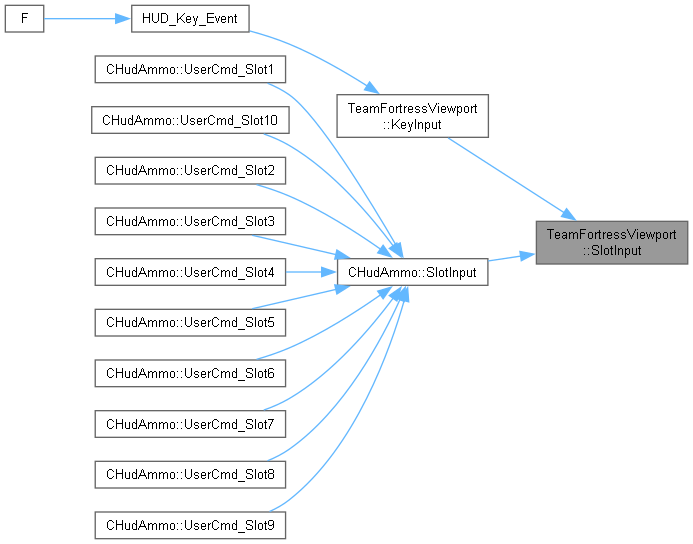 F
HUD_Key_Event
CHudAmmo::UserCmd_Slot1
TeamFortressViewport
::KeyInput
CHudAmmo::UserCmd_Slot10
CHudAmmo::UserCmd_Slot2
CHudAmmo::UserCmd_Slot3
TeamFortressViewport
::SlotInput
CHudAmmo::UserCmd_Slot4
CHudAmmo::SlotInput
CHudAmmo::UserCmd_Slot5
CHudAmmo::UserCmd_Slot6
CHudAmmo::UserCmd_Slot7
CHudAmmo::UserCmd_Slot8
CHudAmmo::UserCmd_Slot9